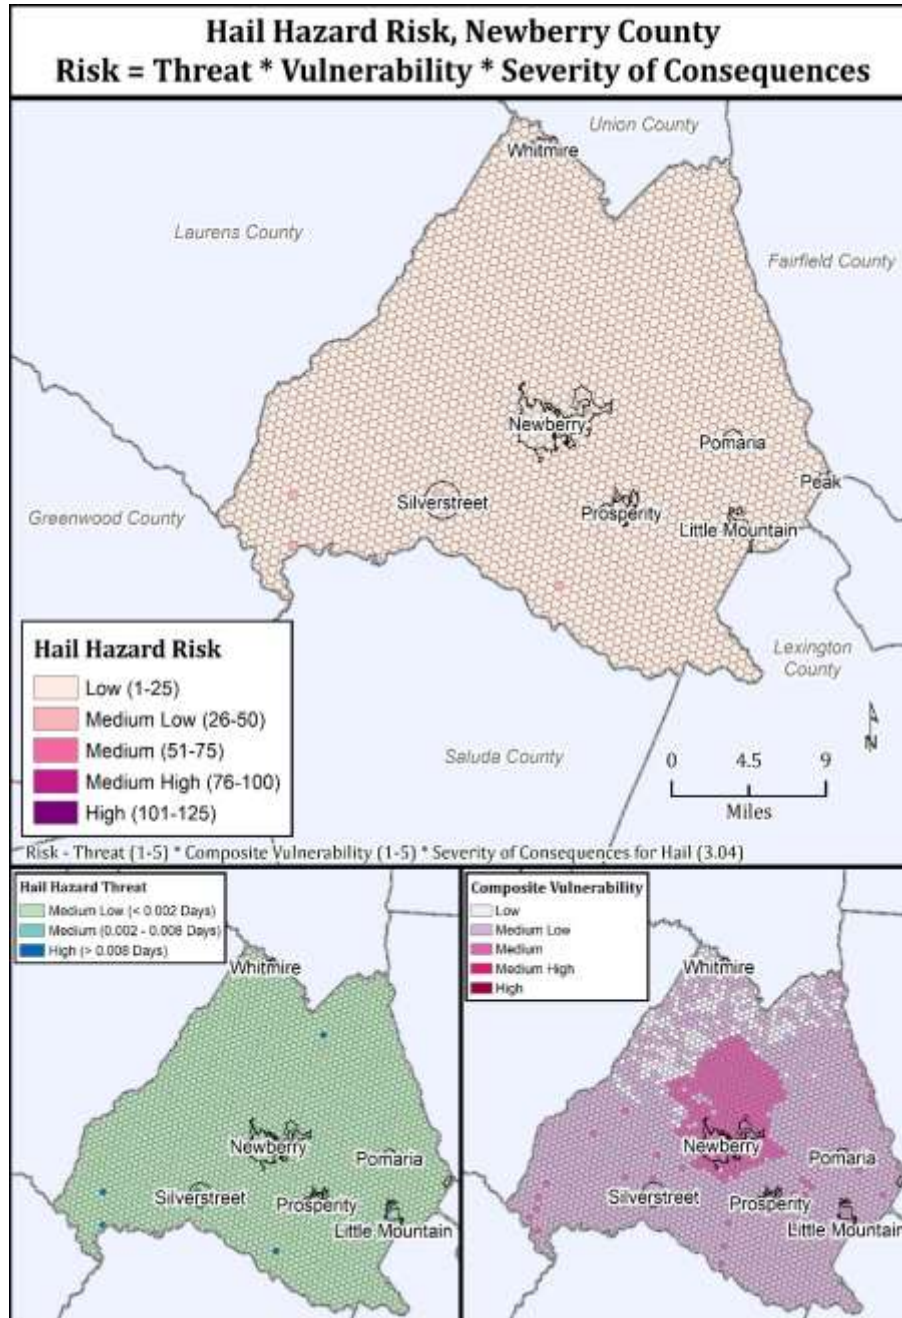 Hail Hazard Risk, Newberry County
Risk = Threat * Vulnerability * Severity of Consequences
Union County
Whitmire
Laurens County
Fairfield County
Newberry
Pomaria
Peak
Silverstreet
Prosperity
Greenwood County
Little Mountain
Hail Hazard Risk
Low (1-25)
Medium Low (26-50)
Medium (51-75)
Medium High (76-100)
High (101-125)
Lexington
County
Saluda County
N
0 4.5 9
Miles
Risk - Threat (1-5) * Composite Vulnerability (1-5) * Severity of Consequences for Hail (3.04)
Hail Hazard Threat
Medium Low (< 0.002 Days)
Medium (0.002 - 0.008 Days)
High (> 0.008 Days)
Whitmire
Newberry
Pomaria
Silverstreet
Prosperity
Little Mountain
Composite Vulnerability
Low
Medium Low
Medium
Medium High
High
Whitmire
Newberry
Pomaria
Silverstreet
Prosperity
Little Mountain